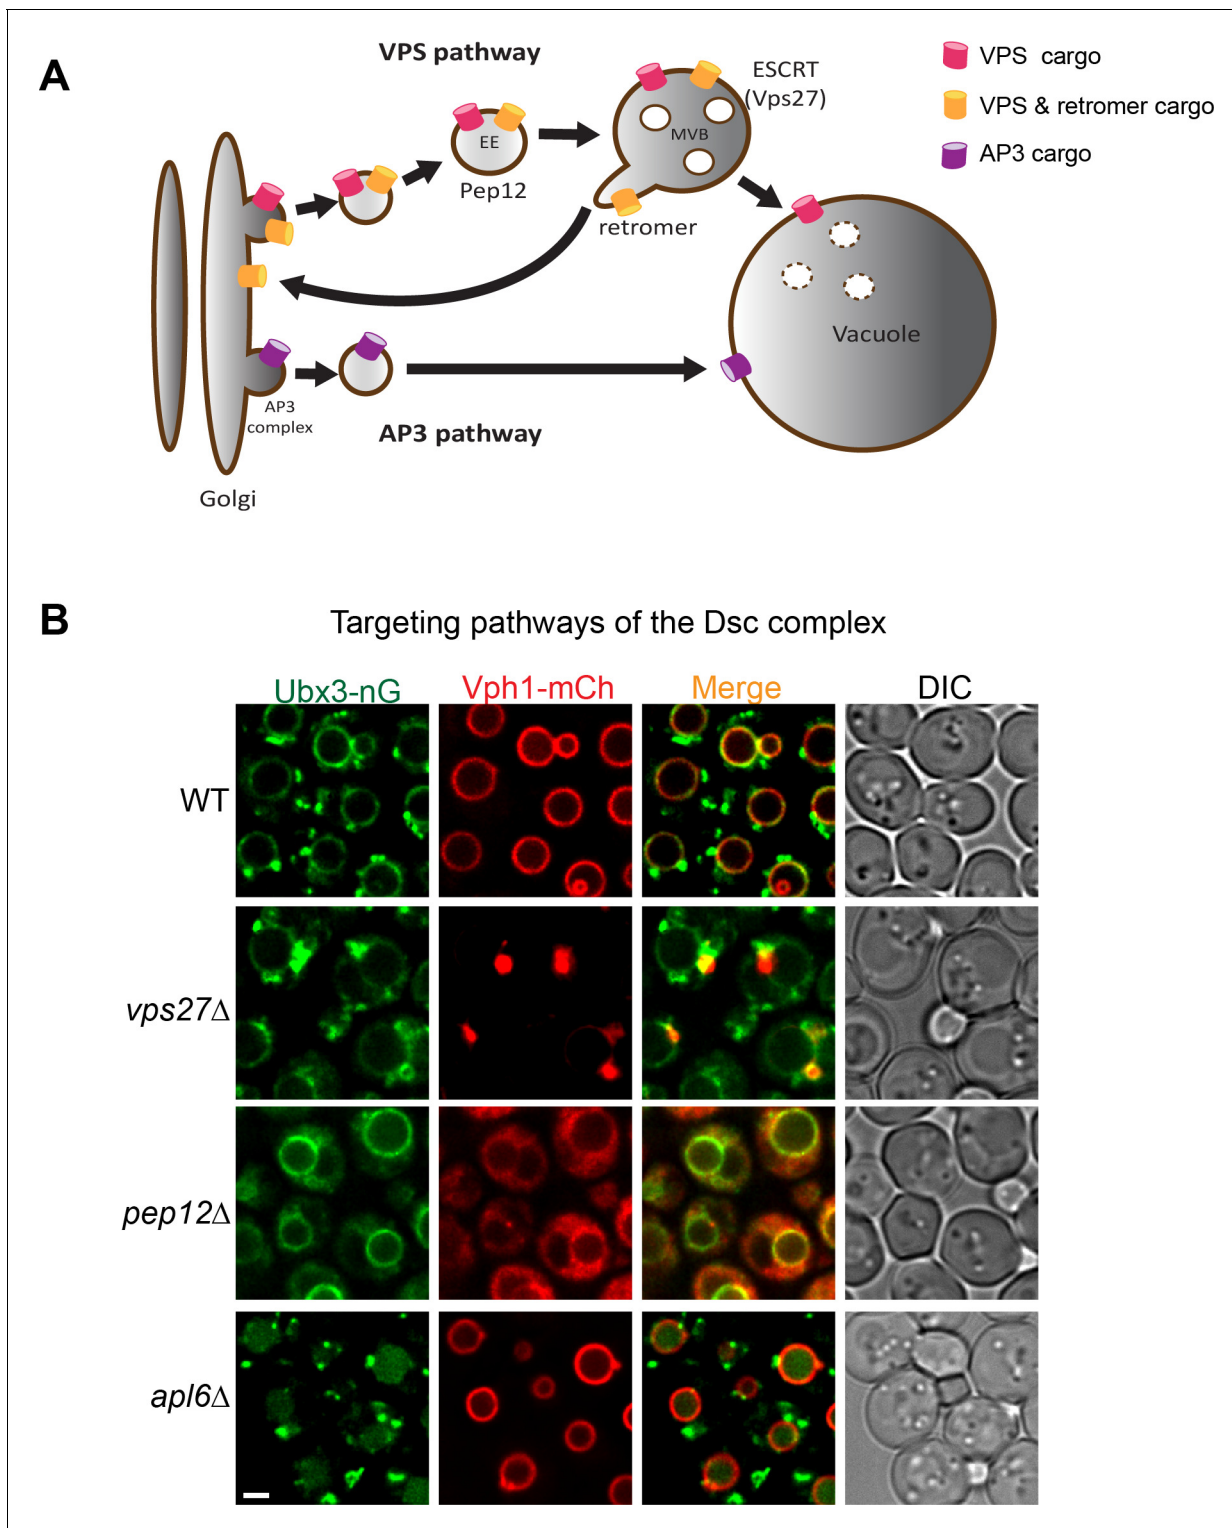 A
VPS pathway
ESCRT
(Vps27)
VPS cargo
VPS & retromer cargo
AP3 cargo
EE
MVB
Pep12
retromer
Vacuole
AP3
complex
AP3 pathway
Golgi
B
Targeting pathways of the Dsc complex
Ubx3-nG Vph1-mCh Merge DIC
WT
vps27Δ
pep12Δ
apl6Δ